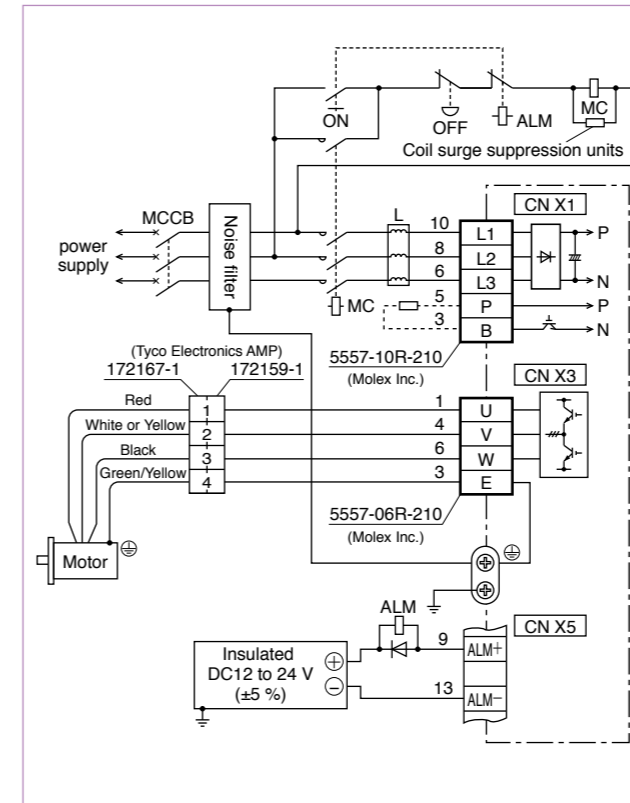 ON
OFF
ALM
MC
Coil surge suppression units
MCCB
power
supply
Noise filter
L
MC
CN X1
10
L1
P
8
L2
6
L3
N
5
P
P
3
B
N
5557-10R-210
(Molex Inc.)
(Tyco Electronics AMP)
172167-1
172159-1
CN X3
Red
1
1
U
White or Yellow
2
4
V
Black
3
6
W
Green/Yellow
4
3
E
5557-06R-210
(Molex Inc.)
Motor
ALM
CN X5
Insulated
DC12 to 24 V
(±5 %)
+
−
9
ALM+
13
ALM−